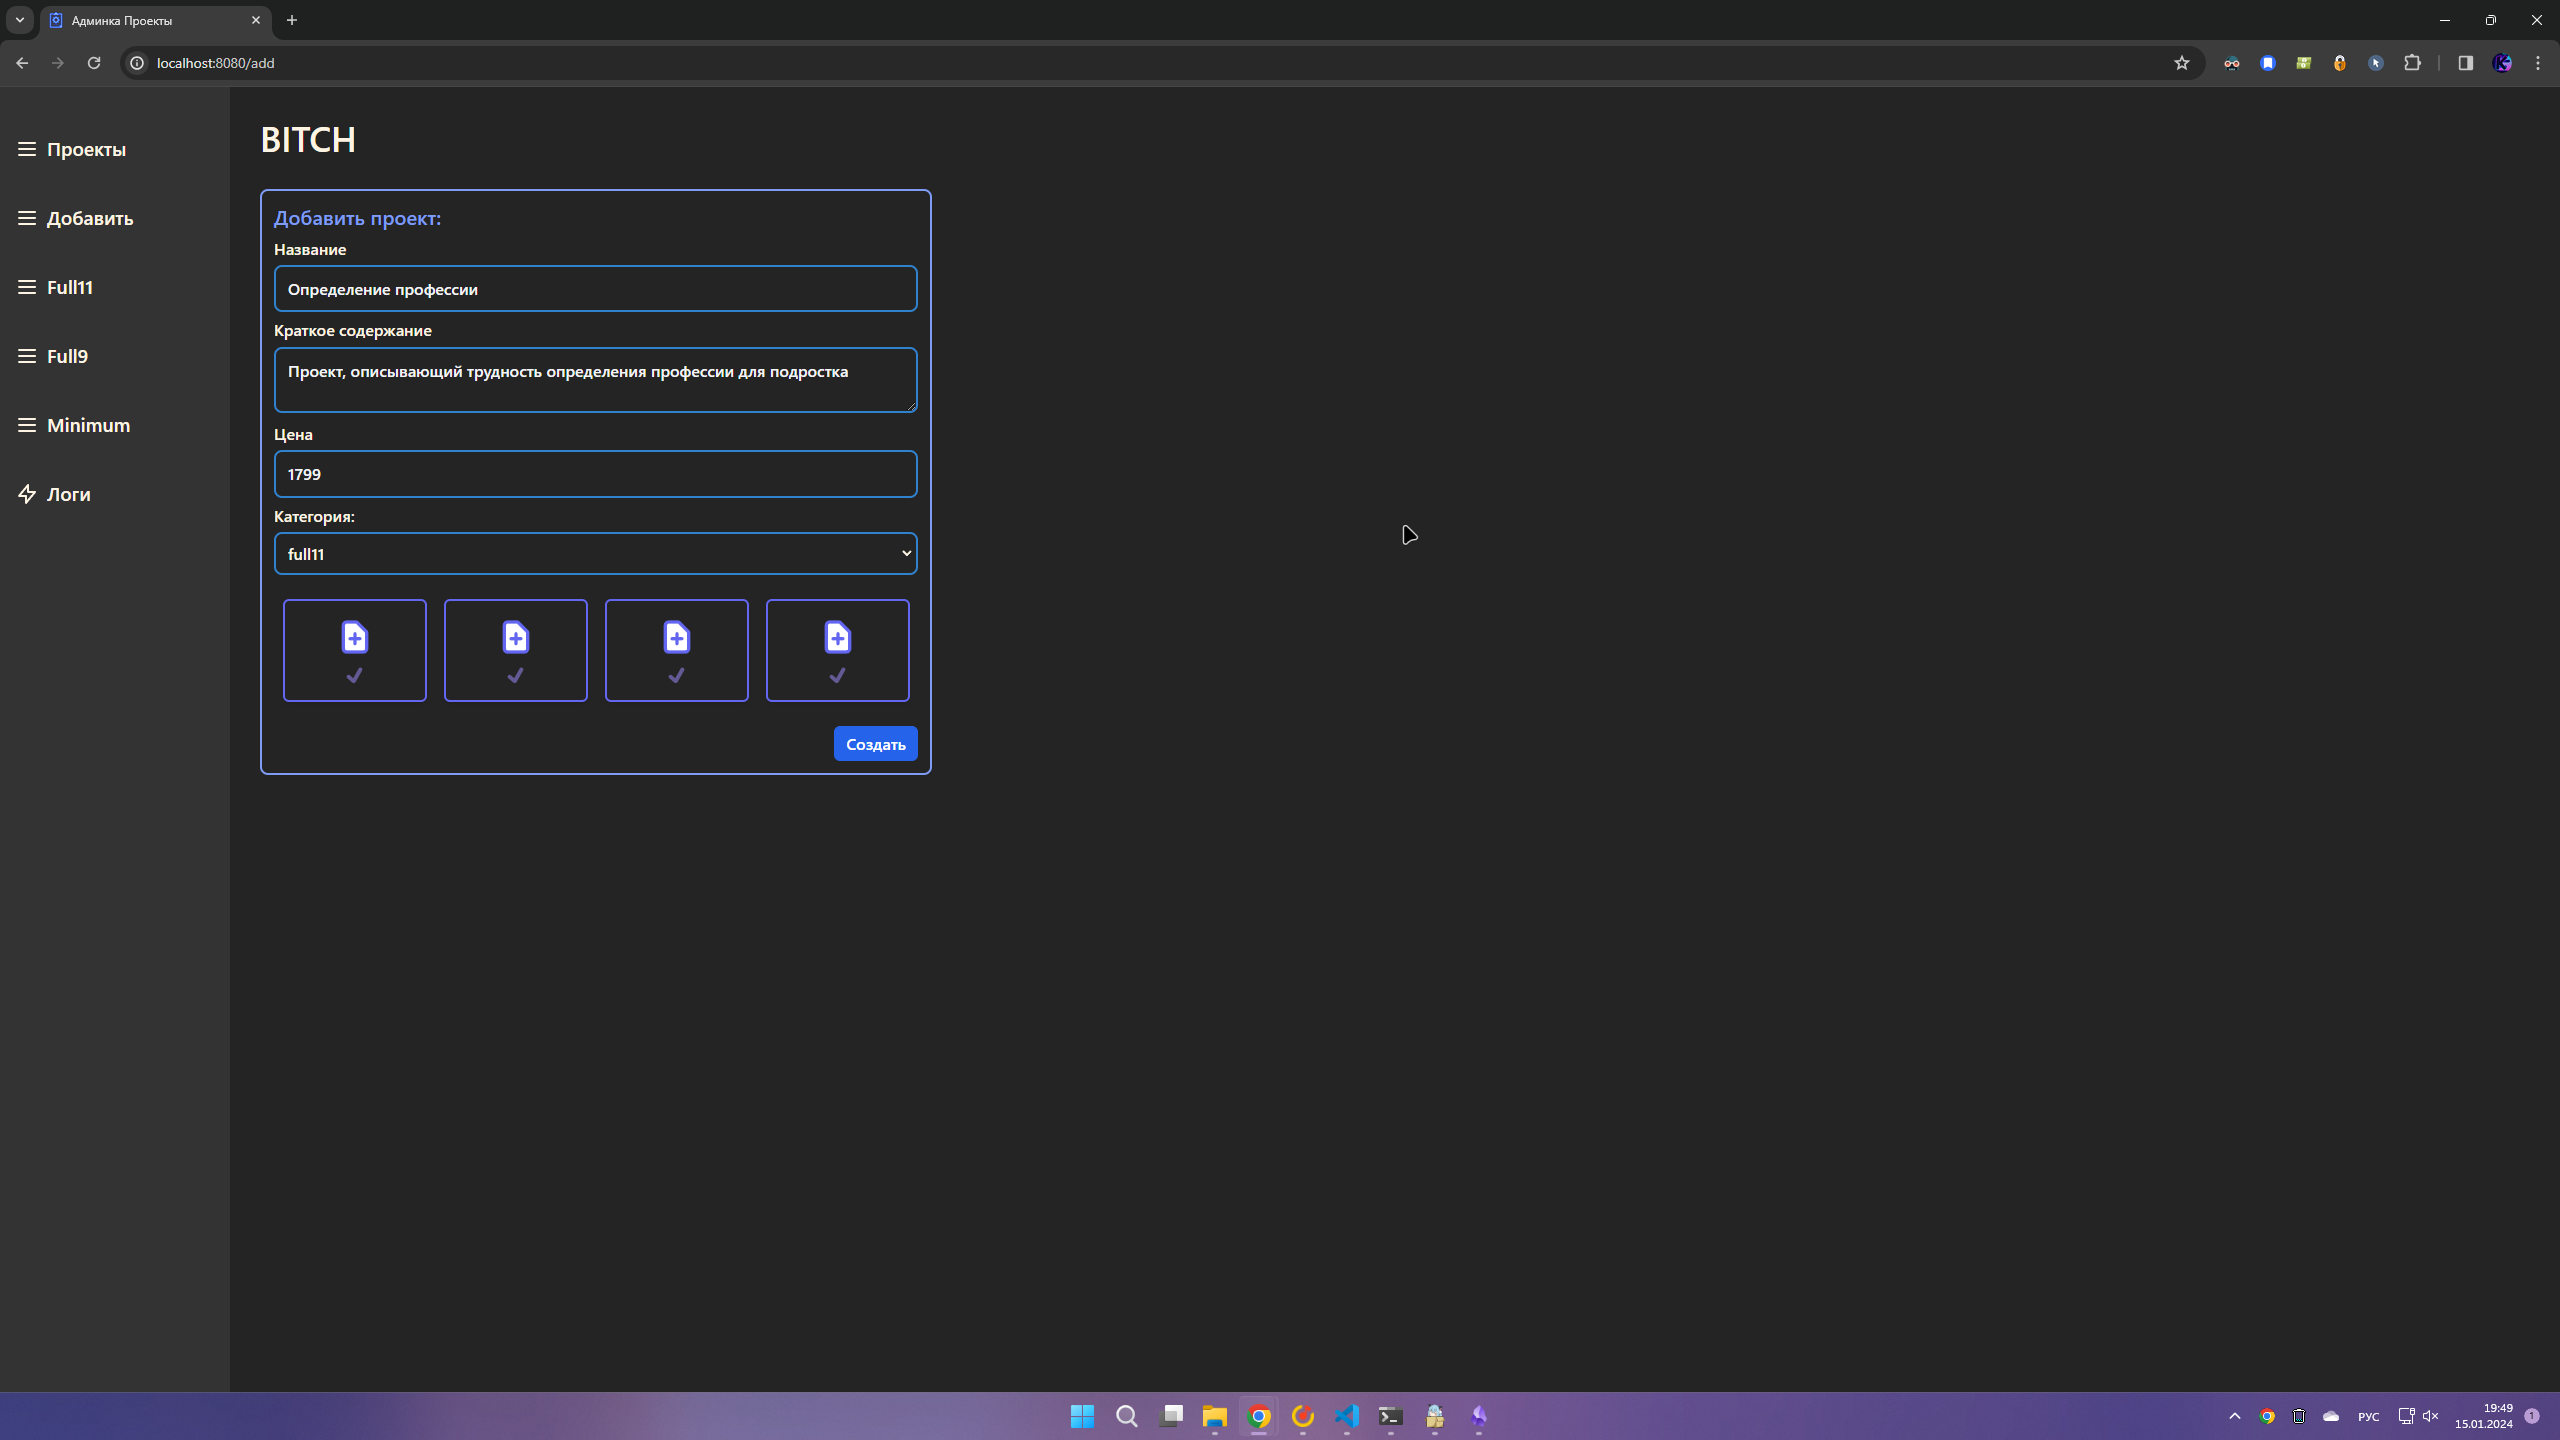 Админка Проекты
localhost:8080/add
Проекты
Добавить
Full11
Full9
Minimum
Логи
BITCH
Добавить проект:
Название
Определение профессии
Краткое содержание
Проект, описывающий трудность определения профессии для подростка
Цена
1799
Категория:
full11
Создать
РУС
19:49
15.01.2024
1